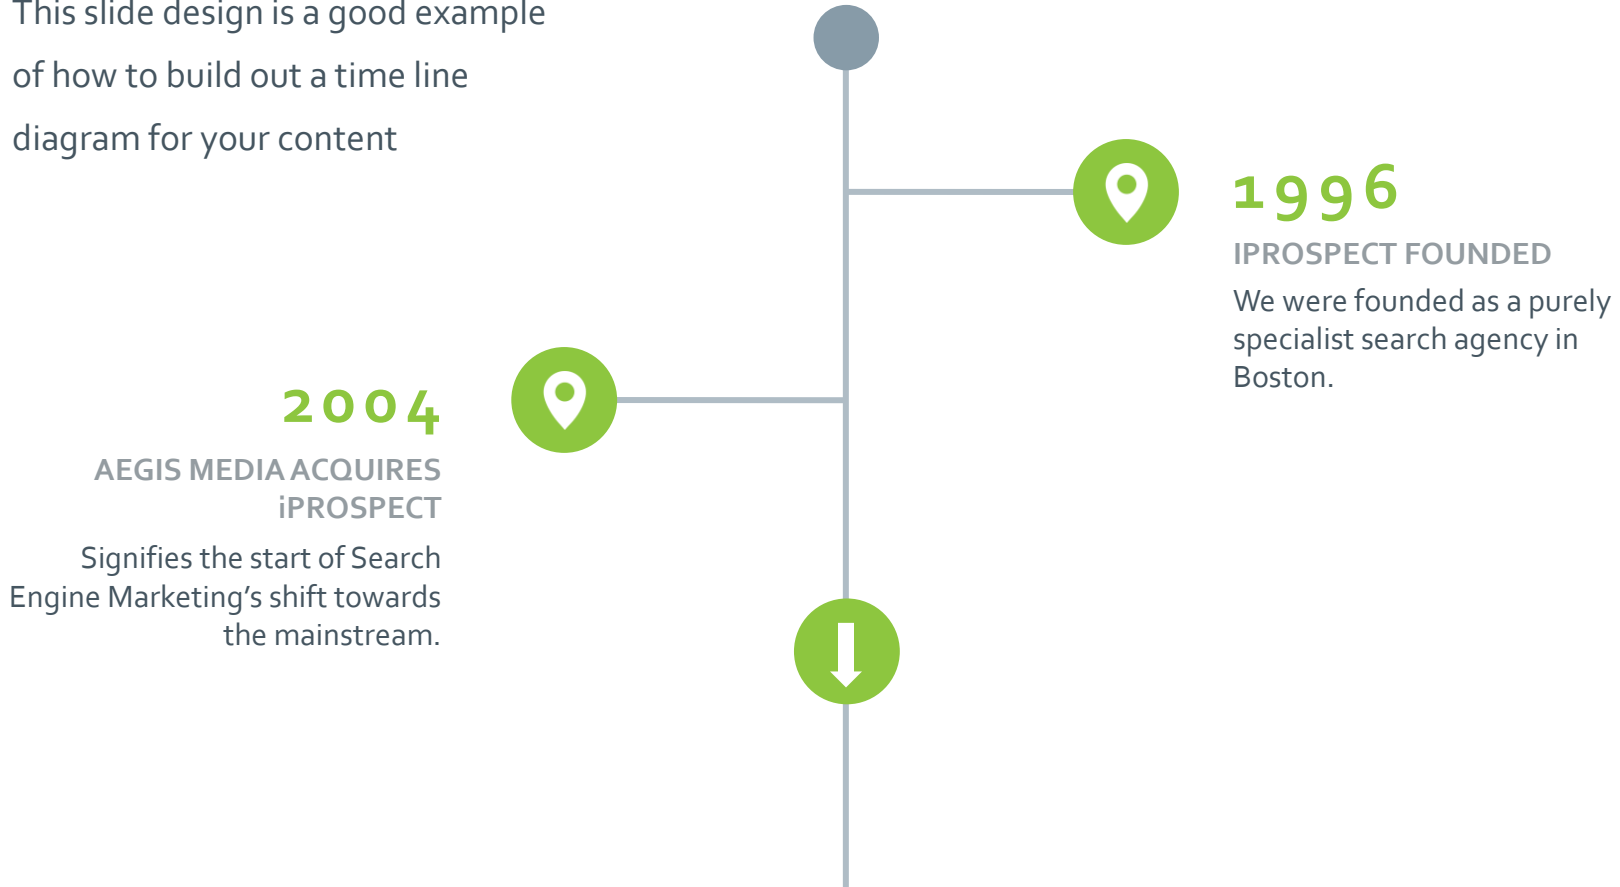 This slide design is a good example
of how to build out a time line
diagram for your content
1996
IPROSPECT FOUNDED
We were founded as a purely
specialist search agency in
Boston.
2004
AEGIS MEDIA ACQUIRES
iPROSPECT
Signifies the start of Search
Engine Marketing’s shift towards
the mainstream.